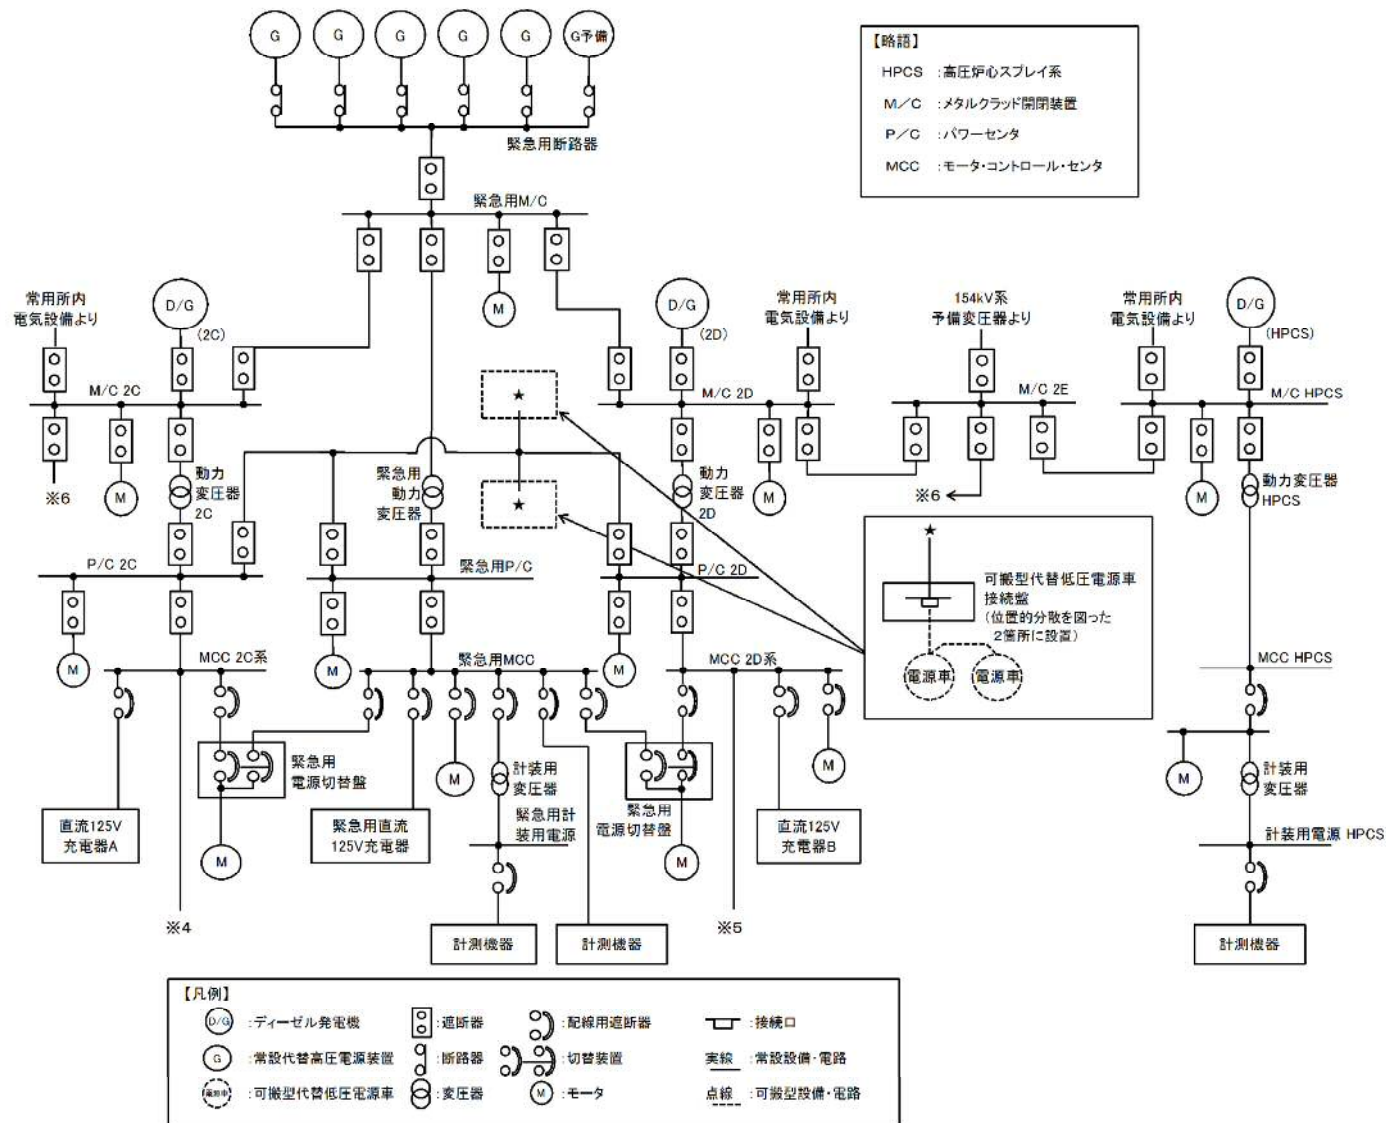 G
G
G
G
G
G予備
緊急用断路器
【略語】
HPCS :高圧炉心スプレイ系
M/C :メタルクラッド開閉装置
P/C :パワーセンタ
MCC :モータ・コントロール・センタ
緊急用M/C
M
常用所内
電気設備より
D/G
(2C)
D/G
(2D)
常用所内
電気設備より
154kV系
予備変圧器より
常用所内
電気設備より
D/G
(HPCS)
M/C 2C
★
M/C 2D
M/C 2E
M/C HPCS
※6
M
動力
変圧器
2C
緊急用
動力
変圧器
★
動力
変圧器
2D
M
※6
M
動力変圧器
HPCS
P/C 2C
緊急用P/C
P/C 2D
★
可搬型代替低圧電源車
接続盤
(位置的分散を図った
2箇所に設置)
電源車
電源車
M
MCC 2C系
M
緊急用MCC
M
MCC 2D系
MCC HPCS
緊急用
電源切替盤
M
計装用
変圧器
M
M
計装用
変圧器
直流125V
充電器A
M
緊急用直流
125V充電器
緊急用計
装用電源
緊急用
電源切替盤
M
直流125V
充電器B
計装用電源 HPCS
※4
計測機器
計測機器
※5
計測機器
【凡例】
D/G :ディーゼル発電機
:遮断器
:配線用遮断器
:接続口
G :常設代替高圧電源装置
:断路器
:切替装置
実線 :常設設備・電路
電源車 :可搬型代替低圧電源車
:変圧器
M :モータ
点線 :可搬型設備・電路